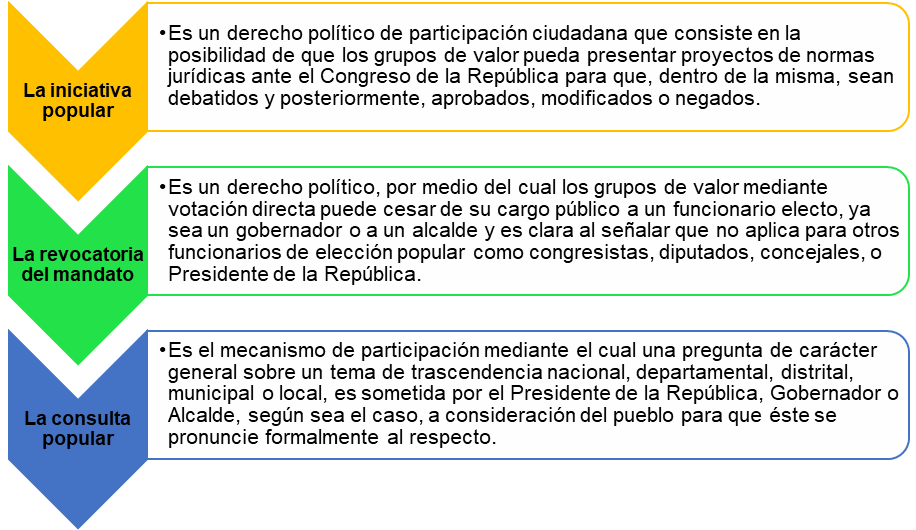 La iniciativa
popular
•Es un derecho político de participación ciudadana que consiste en la
posibilidad de que los grupos de valor pueda presentar proyectos de normas
jurídicas ante el Congreso de la República para que, dentro de la misma, sean
debatidos y posteriormente, aprobados, modificados o negados.
La revocatoria
del mandato
•Es un derecho político, por medio del cual los grupos de valor mediante
votación directa puede cesar de su cargo público a un funcionario electo, ya
sea un gobernador o a un alcalde y es clara al señalar que no aplica para otros
funcionarios de elección popular como congresistas, diputados, concejales, o
Presidente de la República.
La consulta
popular
•Es el mecanismo de participación mediante el cual una pregunta de carácter
general sobre un tema de trascendencia nacional, departamental, distrital,
municipal o local, es sometida por el Presidente de la República, Gobernador o
Alcalde, según sea el caso, a consideración del pueblo para que éste se
pronuncie formalmente al respecto.